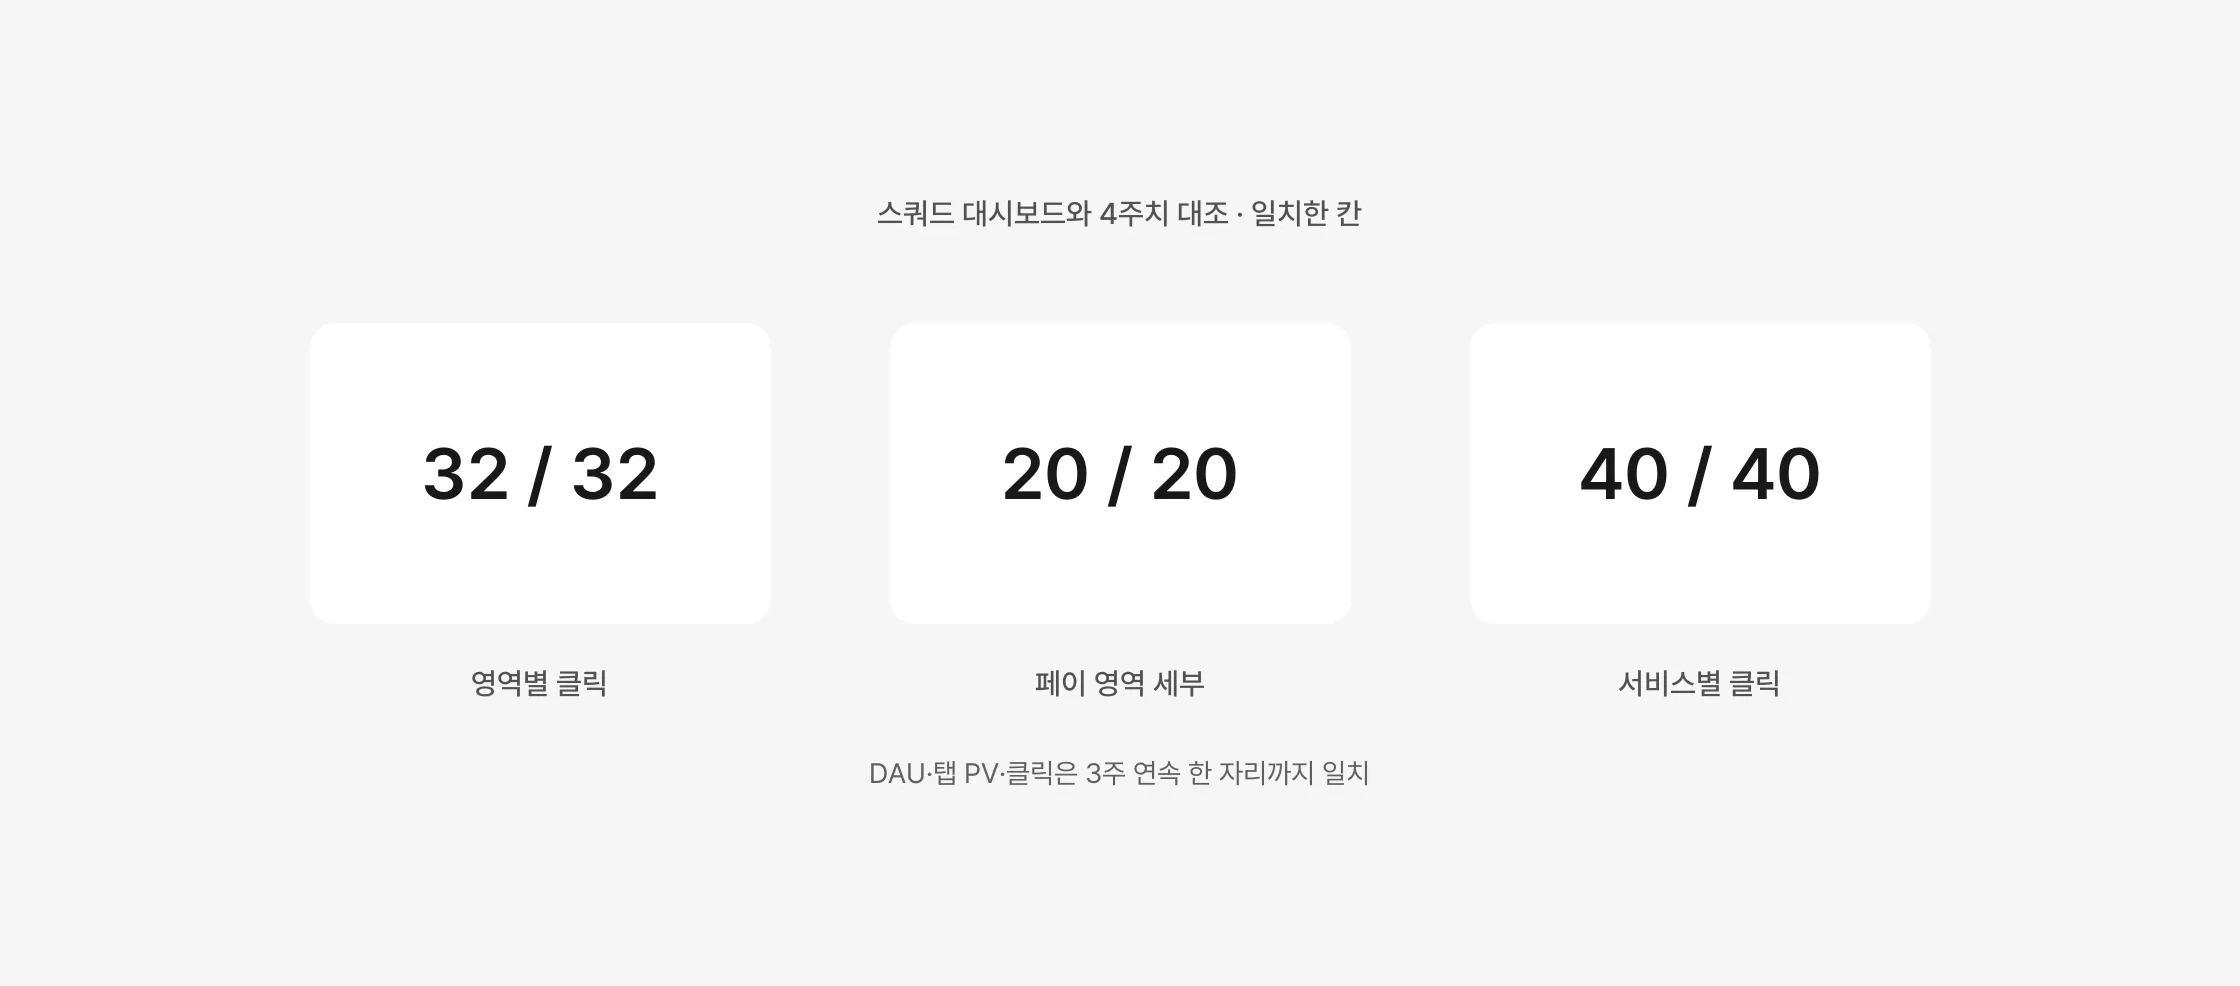 스쿼드 대시보드와 4주치 대조 · 일치한 칸
32 / 32
20 / 20
40 / 40
영역별 클릭
페이 영역 세부
서비스별 클릭
DAU·탭 PV·클릭은 3주 연속 한 자리까지 일치